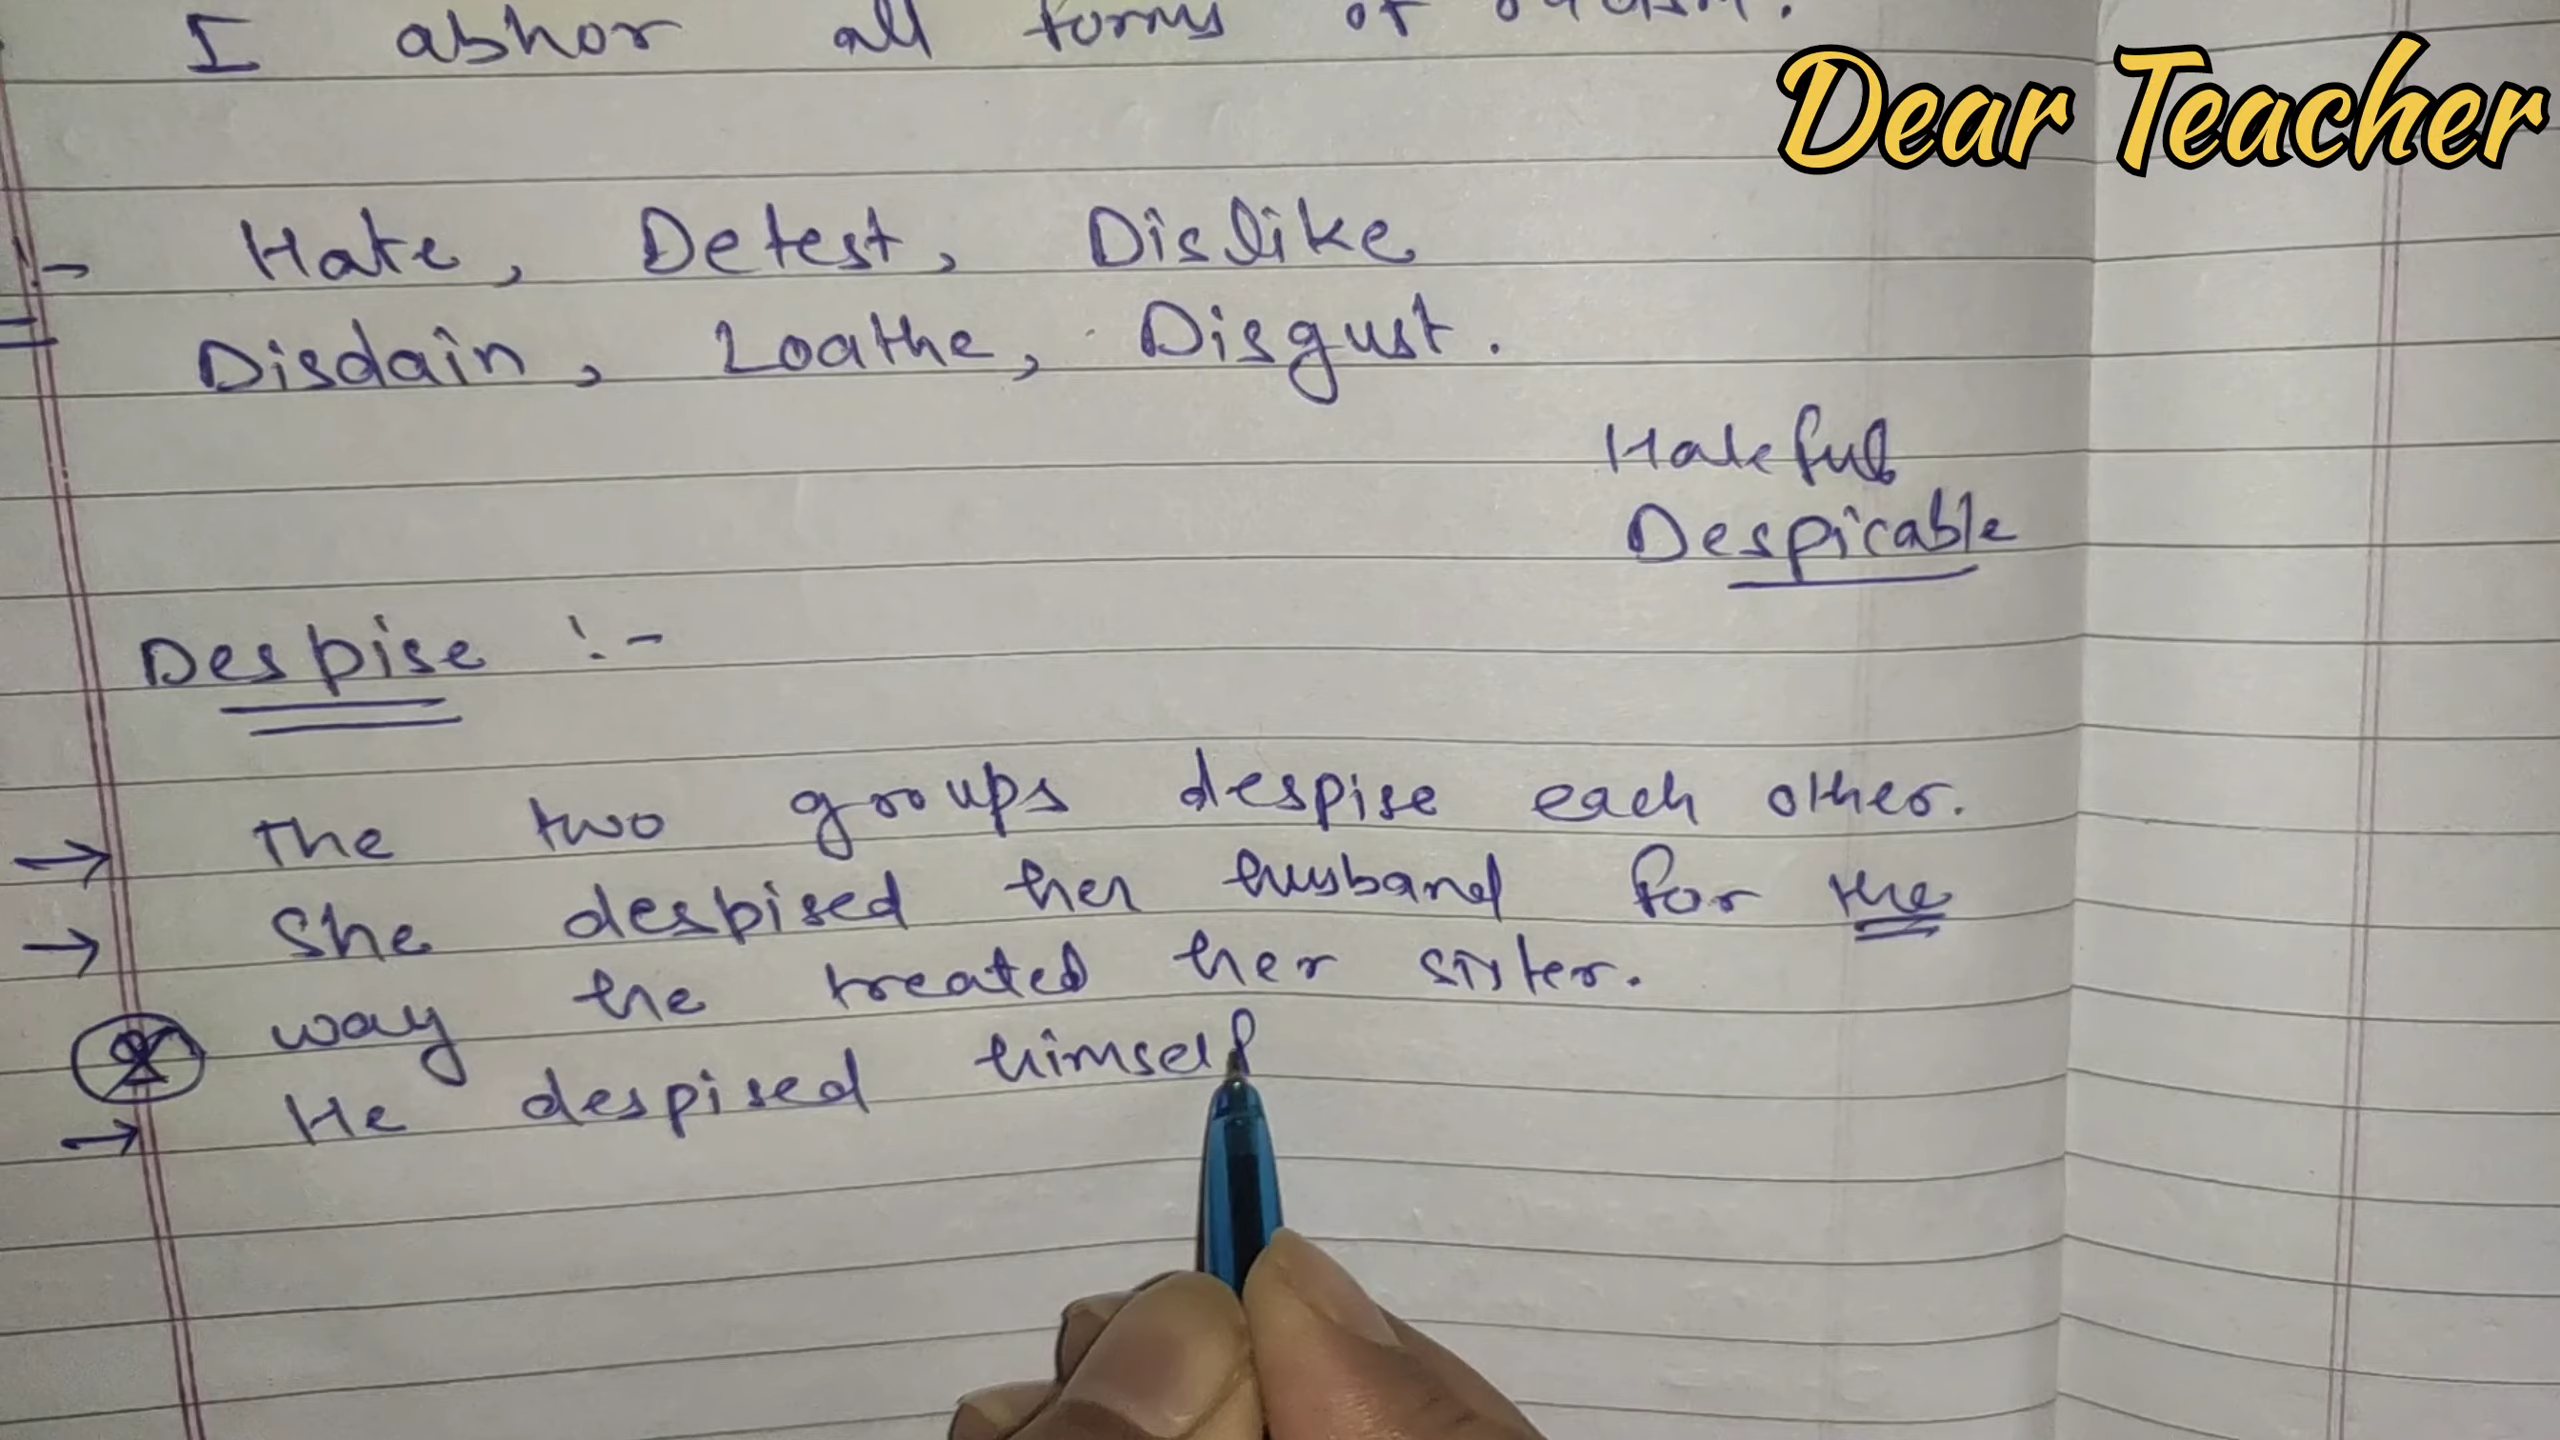 I abhor all forms of racism.
Dear Teacher
:- Hate, Detest, Dislike
Disdain, Loathe, Disgust.
Hateful
Despicable
Despise :-
→ The two groups despise each other.
→ She despised her husband for the
way he treated her sister.
→ He despised himself